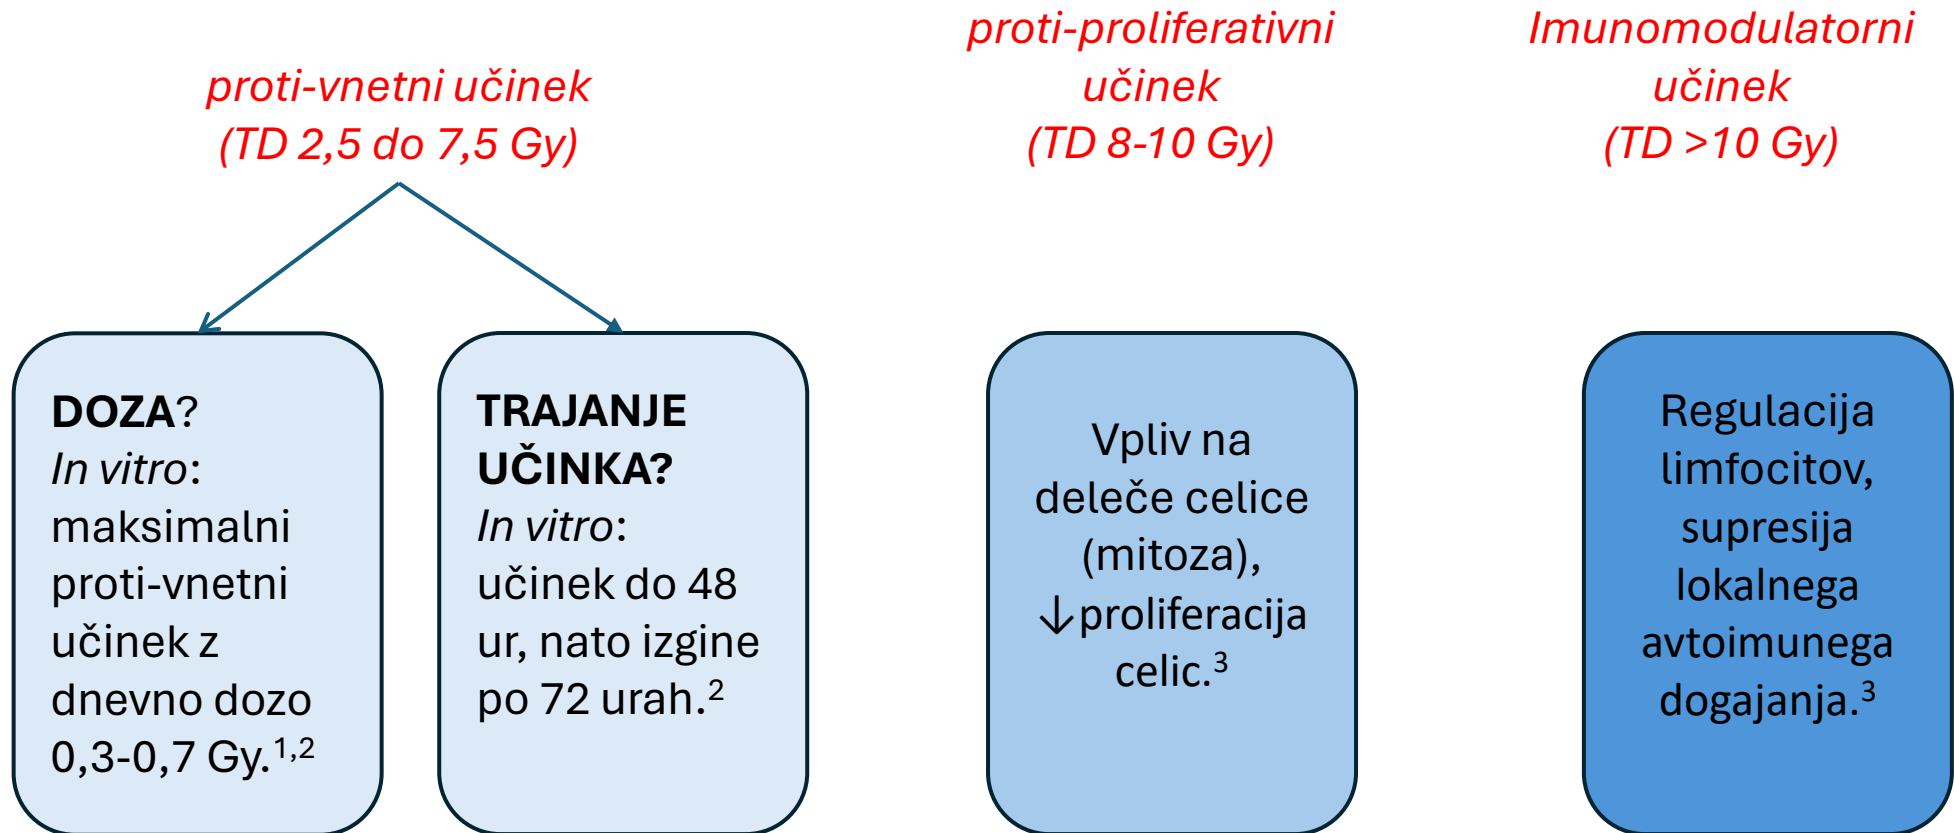 proti-vnetni učinek
(TD 2,5 do 7,5 Gy)
proti-proliferativni
učinek
(TD 8-10 Gy)
Imunomodulatorni
učinek
(TD >10 Gy)
DOZA?
In vitro:
maksimalni
proti-vnetni
učinek z
dnevno dozo
0,3-0,7 Gy.¹,²
TRAJANJE
UČINKA?
In vitro:
učinek do 48
ur, nato izgine
po 72 urah.²
Vpliv na
deleče celice
(mitoza),
↓proliferacija
celic.³
Regulacija
limfocitov,
supresija
lokalnega
avtoimunega
dogajanja.³